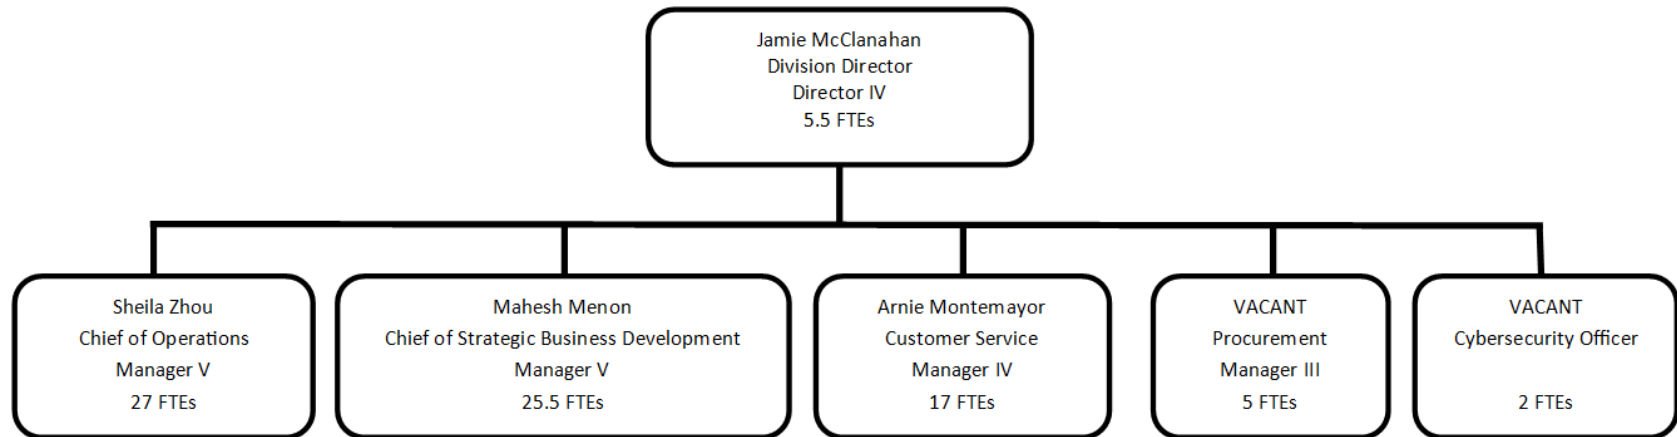 Jamie McClanahan
Division Director
Director IV
5.5 FTEs
Sheila Zhou
Chief of Operations
Manager V
27 FTEs
Mahesh Menon
Chief of Strategic Business Development
Manager V
25.5 FTEs
Arnie Montemayor
Customer Service
Manager IV
17 FTEs
VACANT
Procurement
Manager III
5 FTEs
VACANT
Cybersecurity Officer
2 FTEs